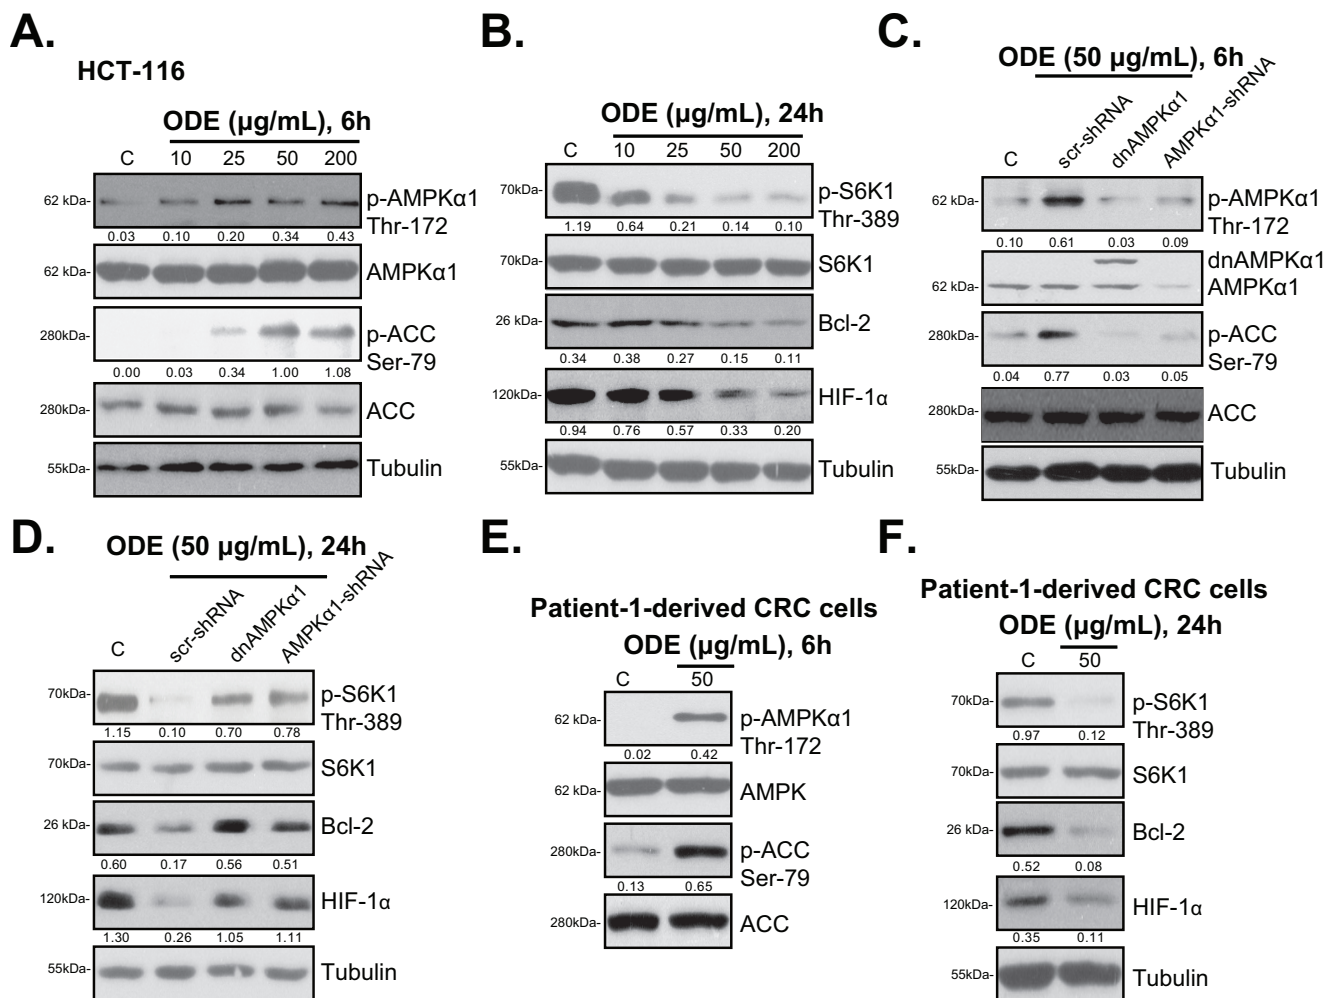 A.
HCT-116
ODE (µg/mL), 6h
C 10 25 50 200
62 kDa- p-AMPKα1
Thr-172
0.03 0.10 0.20 0.34 0.43
62 kDa- AMPKα1
280kDa- p-ACC
Ser-79
0.00 0.03 0.34 1.00 1.08
280kDa- ACC
55kDa- Tubulin
B.
ODE (µg/mL), 24h
C 10 25 50 200
70kDa- p-S6K1
Thr-389
1.19 0.64 0.21 0.14 0.10
70kDa- S6K1
26 kDa- Bcl-2
0.34 0.38 0.27 0.15 0.11
120kDa- HIF-1α
0.94 0.76 0.57 0.33 0.20
55kDa- Tubulin
C.
ODE (50 µg/mL), 6h
C scr-shRNA dnAMPKα1 AMPKα1-shRNA
62 kDa- p-AMPKα1
Thr-172
0.10 0.61 0.03 0.09
dnAMPKα1
62 kDa- AMPKα1
280kDa- p-ACC
Ser-79
0.04 0.77 0.03 0.05
280kDa- ACC
55kDa- Tubulin
D.
ODE (50 µg/mL), 24h
C scr-shRNA dnAMPKα1 AMPKα1-shRNA
70kDa- p-S6K1
Thr-389
1.15 0.10 0.70 0.78
70kDa- S6K1
26 kDa- Bcl-2
0.60 0.17 0.56 0.51
120kDa- HIF-1α
1.30 0.26 1.05 1.11
55kDa- Tubulin
E.
Patient-1-derived CRC cells
ODE (µg/mL), 6h
C 50
62 kDa- p-AMPKα1
Thr-172
0.02 0.42
62 kDa- AMPK
280kDa- p-ACC
Ser-79
0.13 0.65
280kDa- ACC
F.
Patient-1-derived CRC cells
ODE (µg/mL), 24h
C 50
70kDa- p-S6K1
Thr-389
0.97 0.12
70kDa- S6K1
26 kDa- Bcl-2
0.52 0.08
120kDa- HIF-1α
0.35 0.11
55kDa- Tubulin